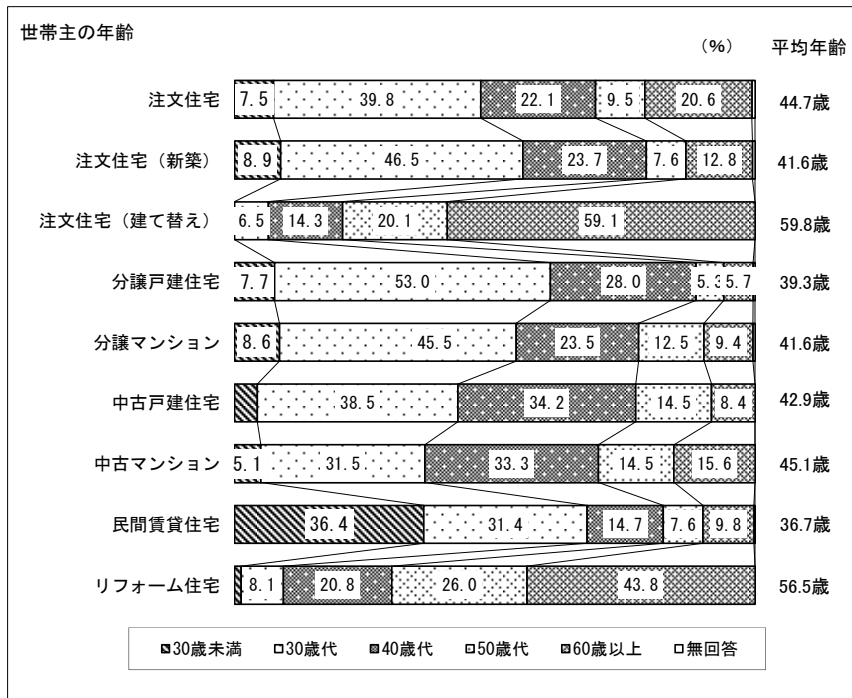 世帯主の年齢
（%） 平均年齢
注文住宅 7.5 39.8 22.1 9.5 20.6 44.7歳
注文住宅（新築） 8.9 46.5 23.7 7.6 12.8 41.6歳
注文住宅（建て替え） 6.5 14.3 20.1 59.1 59.8歳
分譲戸建住宅 7.7 53.0 28.0 5.3 5.7 39.3歳
分譲マンション 8.6 45.5 23.5 12.5 9.4 41.6歳
中古戸建住宅 38.5 34.2 14.5 8.4 42.9歳
中古マンション 5.1 31.5 33.3 14.5 15.6 45.1歳
民間賃貸住宅 36.4 31.4 14.7 7.6 9.8 36.7歳
リフォーム住宅 8.1 20.8 26.0 43.8 56.5歳
30歳未満 30歳代 40歳代 50歳代 60歳以上 無回答